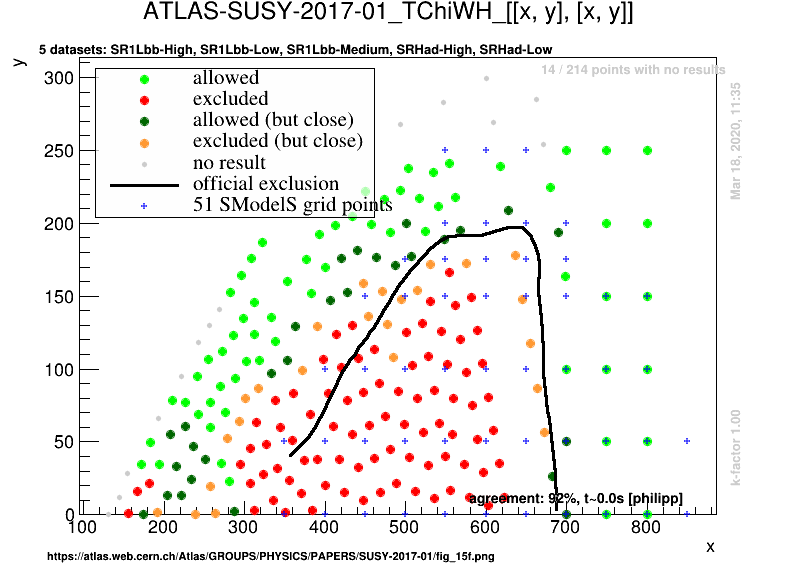 ATLAS-SUSY-2017-01_TChiWH_[[x, y], [x, y]]
5 datasets: SR1Lbb-High, SR1Lbb-Low, SR1Lbb-Medium, SRHad-High, SRHad-Low
14 / 214 points with no results
allowed
excluded
allowed (but close)
excluded (but close)
no result
official exclusion
51 SModelS grid points
y
300
250
200
150
100
50
0
Mar 18, 2020, 11:35
k-factor 1.00
agreement: 92%, t~0.0s [philipp]
100 200 300 400 500 600 700 800
x
https://atlas.web.cern.ch/Atlas/GROUPS/PHYSICS/PAPERS/SUSY-2017-01/fig_15f.png